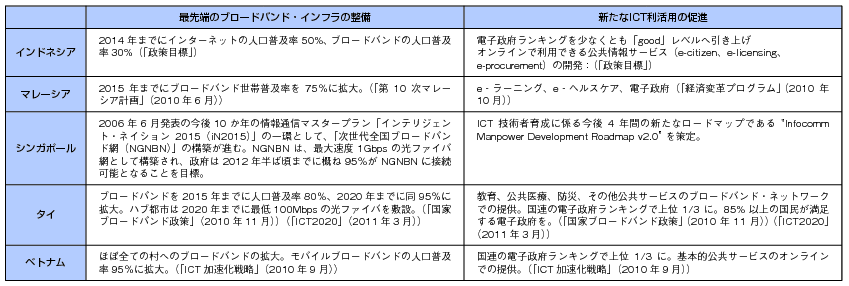 最先端のブロードバンド・インフラの整備
新たなICT利活用の促進
インドネシア
2014 年までにインターネットの人口普及率 50%、ブロードバンドの人口普及
率 30%（「政策目標」）
電子政府ランキングを少なくとも「good」レベルへ引き上げ
オンラインで利用できる公共情報サービス（e-citizen、e-licensing、
e-procurement）の開発：（「政策目標」）
マレーシア
2015 年までにブロードバンド世帯普及率を 75%に拡大。（「第 10 次マレー
シア計画」（2010 年 6 月））
e‐ラーニング、e‐ヘルスケア、電子政府（「経済変革プログラム」（2010 年
10 月））
シンガポール
2006 年 6 月発表の今後 10 か年の情報通信マスタープラン「インテリジェン
ト・ネイション 2015（iN2015）」の一環として、「次世代全国ブロードバン
ド網（NGNBN）」の構築が進む。NGNBN は、最大速度 1Gbps の光ファイバ
網として構築され、政府は 2012 年半ば頃までに概ね 95%が NGNBN に接続
可能となることを目標。
ICT 技術者育成に係る今後 4 年間の新たなロードマップである "Infocomm
Manpower Development Roadmap v2.0" を策定。
タイ
ブロードバンドを 2015 年までに人口普及率 80%、2020 年までに同 95%に
拡大。ハブ都市は 2020 年までに最低 100Mbps の光ファイバを敷設。（「国家
ブロードバンド政策」（2010 年 11 月））（「ICT2020」（2011 年 3 月））
教育、公共医療、防災、その他公共サービスのブロードバンド・ネットワーク
での提供。国連の電子政府ランキングで上位 1/3 に。85% 以上の国民が満足
する電子政府を。（「国家ブロードバンド政策」（2010 年 11 月））（「ICT2020」
（2011 年 3 月））
ベトナム
ほぼ全ての村へのブロードバンドの拡大。モバイルブロードバンドの人口普
及率 95%に拡大。（「ICT 加速化戦略」（2010 年 9 月））
国連の電子政府ランキングで上位 1/3 に。基本的公共サービスのオンライン
での提供。（「ICT 加速化戦略」（2010 年 9 月））